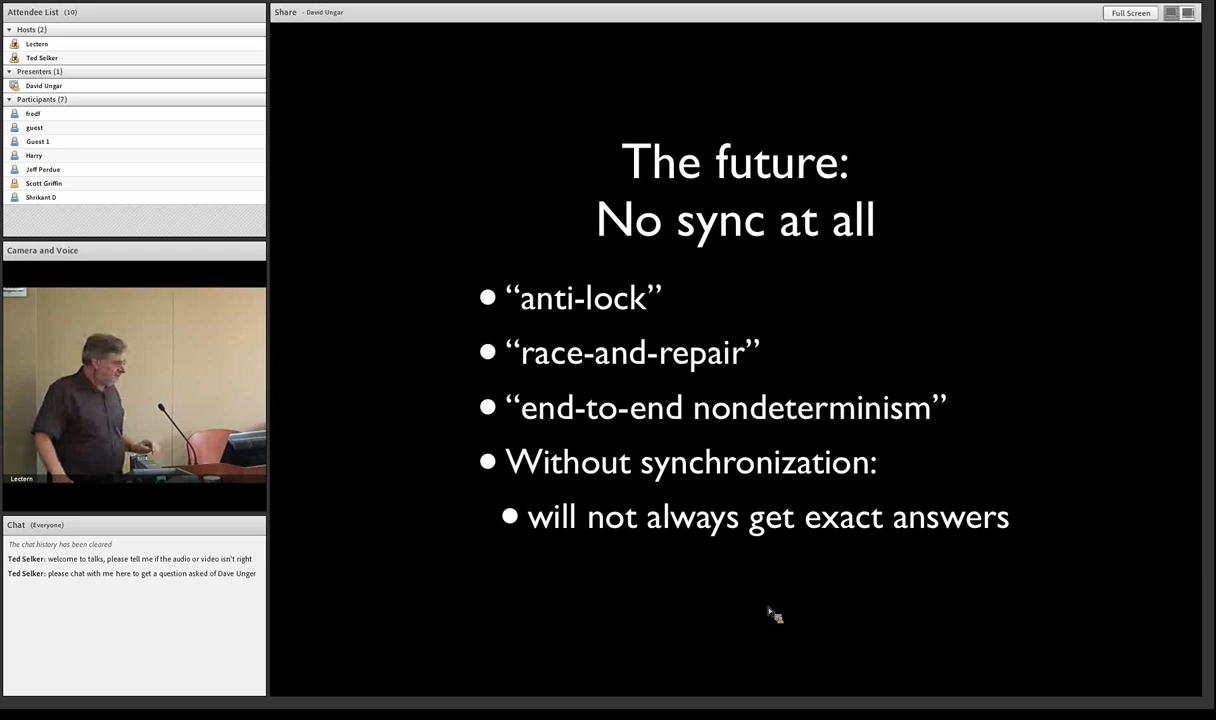 Attendee List (10)
Hosts (2)
Lectern
Ted Selker
Presenters (1)
David Ungar
Participants (7)
fredf
guest
Guest 1
Harry
Jeff Perdue
Scott Griffin
Shrikant D
Camera and Voice
Lectern
Chat (Everyone)
The chat history has been cleared
Ted Selker: welcome to talks, please tell me if the audio or video isn't right
Ted Selker: please chat with me here to get a question asked of Dave Unger
Share - David Ungar
Full Screen
The future:
No sync at all
• “anti-lock”
• “race-and-repair”
• “end-to-end nondeterminism”
• Without synchronization:
• will not always get exact answers